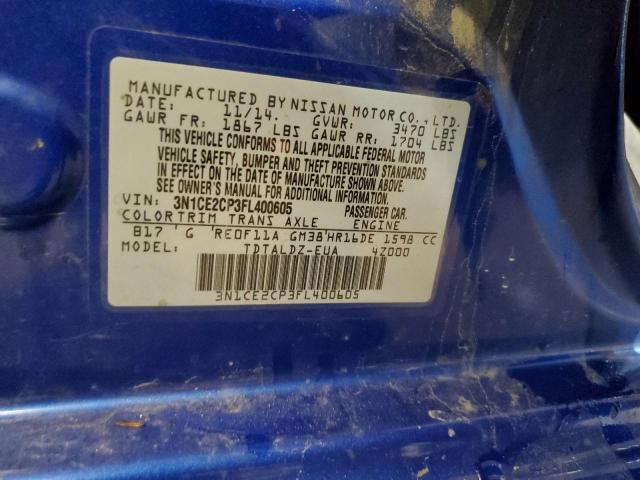 MANUFACTURED BY NISSAN MOTOR CO., LTD.
DATE: 11/14. GVWR: 3470 LBS
GAWR FR: 1867 LBS GAWR RR: 1704 LBS
THIS VEHICLE CONFORMS TO ALL APPLICABLE FEDERAL MOTOR
VEHICLE SAFETY, BUMPER AND THEFT PREVENTION STANDARDS
IN EFFECT ON THE DATE OF MANUFACTURE SHOWN ABOVE.
SEE OWNER'S MANUAL FOR ADDITIONAL INFORMATION.
VIN: 3N1CE2CP3FL400605 PASSENGER CAR.
COLOR TRIM TRANS AXLE ENGINE
B17 'G 'RE0F11A GM38'HR16DE 1598 CC
MODEL: TDTALDZ-EUA 4Z000
3N1CE2CP3FL400605